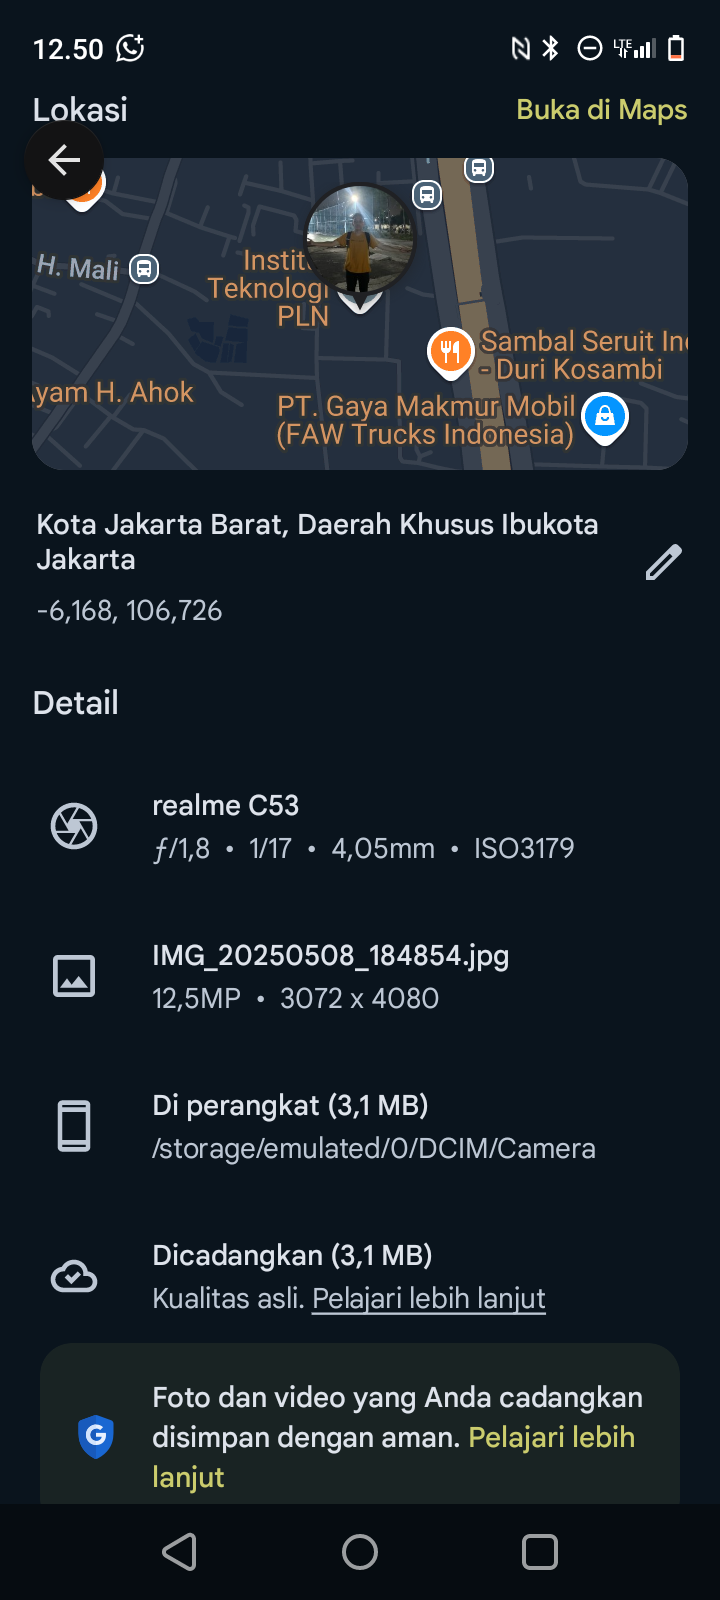 12.50
LTE
Lokasi
Buka di Maps
H. Mali
Instit
Teknologi
PLN
Sambal Seruit In
- Duri Kosambi
yam H. Ahok
PT. Gaya Makmur Mobil
(FAW Trucks Indonesia)
Kota Jakarta Barat, Daerah Khusus Ibukota
Jakarta
-6,168, 106,726
Detail
realme C53
ƒ/1,8 • 1/17 • 4,05mm • ISO3179
IMG_20250508_184854.jpg
12,5MP • 3072 x 4080
Di perangkat (3,1 MB)
/storage/emulated/0/DCIM/Camera
Dicadangkan (3,1 MB)
Kualitas asli. Pelajari lebih lanjut
Foto dan video yang Anda cadangkan
disimpan dengan aman. Pelajari lebih
lanjut